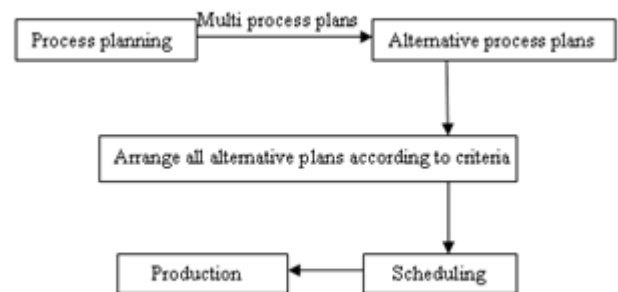 Multi process plans
Process planning
Alternative process plans
Arrange all alternative plans according to criteria
Production
Scheduling